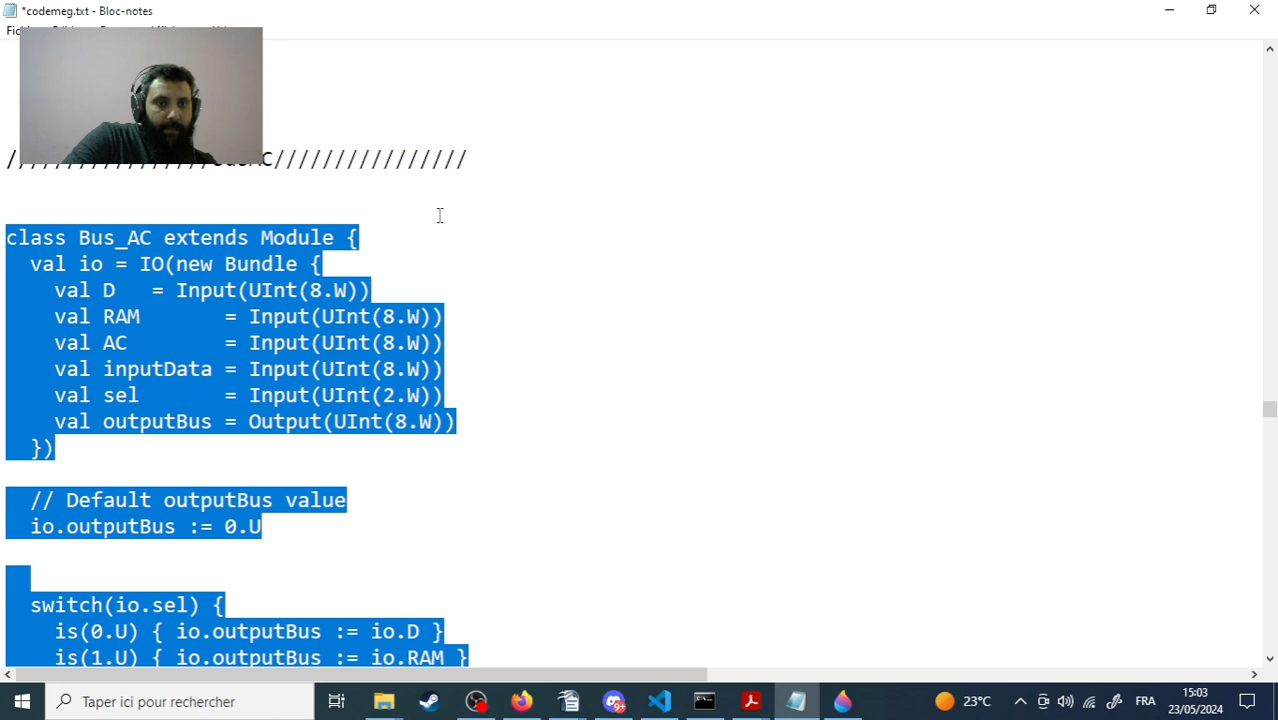 *codemeg.txt - Bloc-notes
////////////////
class Bus_AC extends Module {
val io = IO(new Bundle {
val D = Input(UInt(8.W))
val RAM = Input(UInt(8.W))
val AC = Input(UInt(8.W))
val inputData = Input(UInt(8.W))
val sel = Input(UInt(2.W))
val outputBus = Output(UInt(8.W))
})
// Default outputBus value
io.outputBus := 0.U
switch(io.sel) {
is(0.U) { io.outputBus := io.D }
is(1.U) { io.outputBus := io.RAM }
Taper ici pour rechercher
9+
23°C
FRA
15:03
23/05/2024